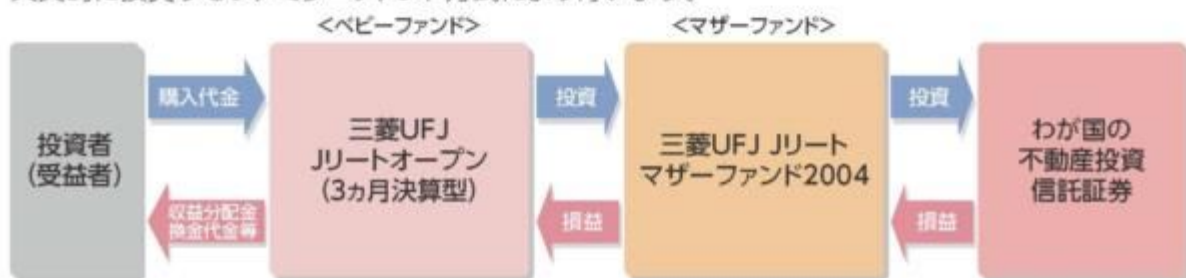 <ベビーファンド>
<マザーファンド>
投資者
(受益者)
購入代金
収益分配金
換金代金等
三菱UFJ
Jリートオープン
(3ヵ月決算型)
投資
損益
三菱UFJ Jリート
マザーファンド2004
投資
損益
わが国の
不動産投資
信託証券